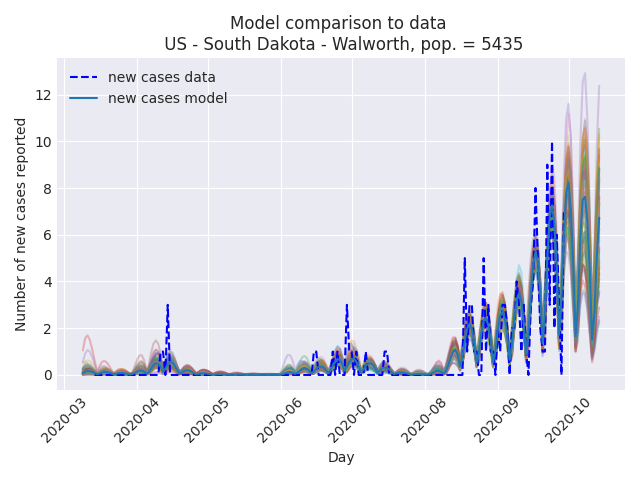 Model comparison to data
US - South Dakota - Walworth, pop. = 5435
new cases data
new cases model
Number of new cases reported
12
10
8
6
4
2
0
2020-03
2020-04
2020-05
2020-06
2020-07
2020-08
2020-09
2020-10
Day